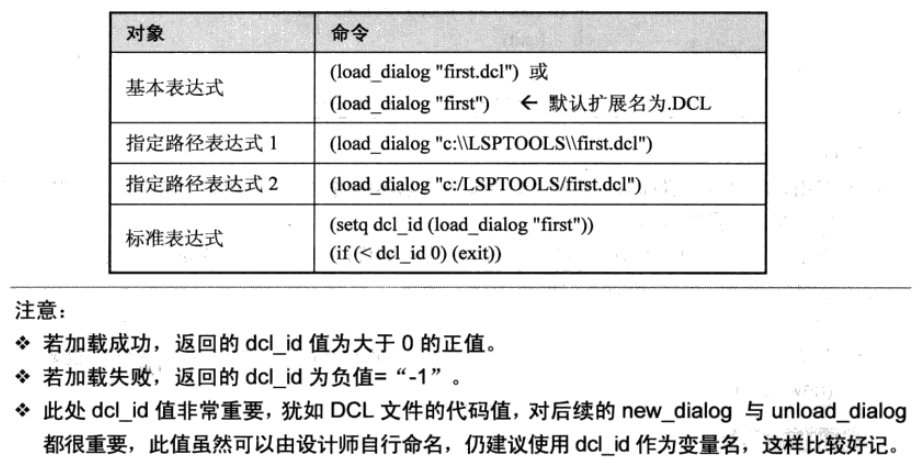 对象 命令
基本表达式
(load_dialog "first.dcl") 或
(load_dialog "first") ← 默认扩展名为.DCL
指定路径表达式 1 (load_dialog "c:\\LSPTOOLS\\first.dcl")
指定路径表达式 2 (load_dialog "c:/LSPTOOLS/first.dcl")
标准表达式
(setq dcl_id (load_dialog "first"))
(if (< dcl_id 0) (exit))
注意：
❖ 若加载成功，返回的 dcl_id 值为大于 0 的正值。
❖ 若加载失败，返回的 dcl_id 为负值=“-1”。
❖ 此处 dcl_id 值非常重要，犹如 DCL 文件的代码值，对后续的 new_dialog 与 unload_dialog
都很重要，此值虽然可以由设计师自行命名，仍建议使用 dcl_id 作为变量名，这样比较好记。